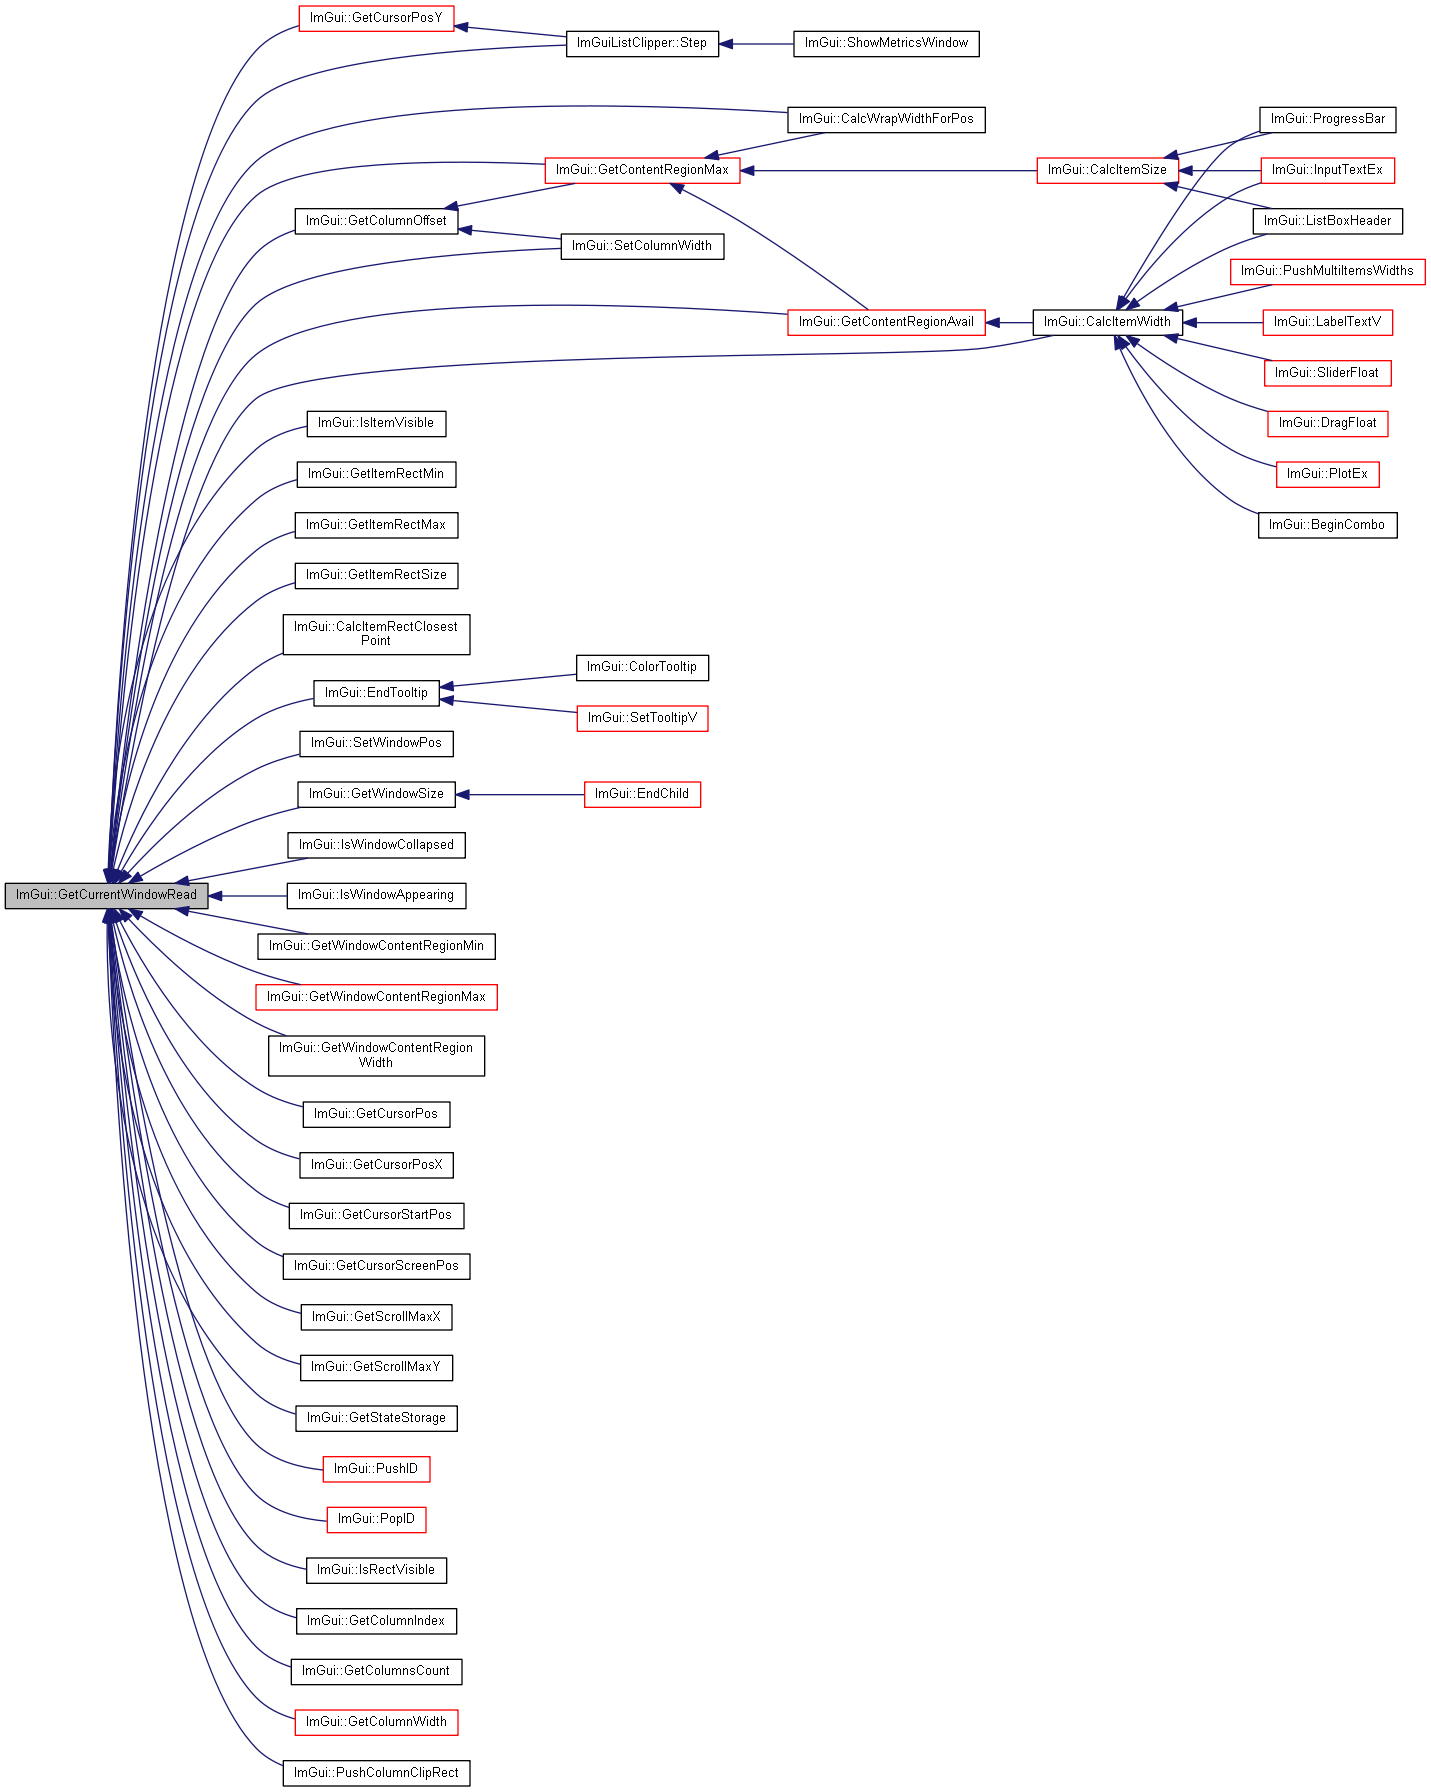 ImGui::GetCursorPosY
ImGuiListClipper::Step
ImGui::ShowMetricsWindow
ImGui::CalcWrapWidthForPos
ImGui::ProgressBar
ImGui::GetContentRegionMax
ImGui::CalcItemSize
ImGui::InputTextEx
ImGui::GetColumnOffset
ImGui::ListBoxHeader
ImGui::SetColumnWidth
ImGui::PushMultiItemsWidths
ImGui::GetContentRegionAvail
ImGui::CalcItemWidth
ImGui::LabelTextV
ImGui::SliderFloat
ImGui::IsItemVisible
ImGui::DragFloat
ImGui::GetItemRectMin
ImGui::PlotEx
ImGui::GetItemRectMax
ImGui::BeginCombo
ImGui::GetItemRectSize
ImGui::CalcItemRectClosest
Point
ImGui::ColorTooltip
ImGui::EndTooltip
ImGui::SetTooltipV
ImGui::SetWindowPos
ImGui::GetWindowSize
ImGui::EndChild
ImGui::IsWindowCollapsed
ImGui::GetCurrentWindowRead
ImGui::IsWindowAppearing
ImGui::GetWindowContentRegionMin
ImGui::GetWindowContentRegionMax
ImGui::GetWindowContentRegion
Width
ImGui::GetCursorPos
ImGui::GetCursorPosX
ImGui::GetCursorStartPos
ImGui::GetCursorScreenPos
ImGui::GetScrollMaxX
ImGui::GetScrollMaxY
ImGui::GetStateStorage
ImGui::PushID
ImGui::PopID
ImGui::IsRectVisible
ImGui::GetColumnIndex
ImGui::GetColumnsCount
ImGui::GetColumnWidth
ImGui::PushColumnClipRect